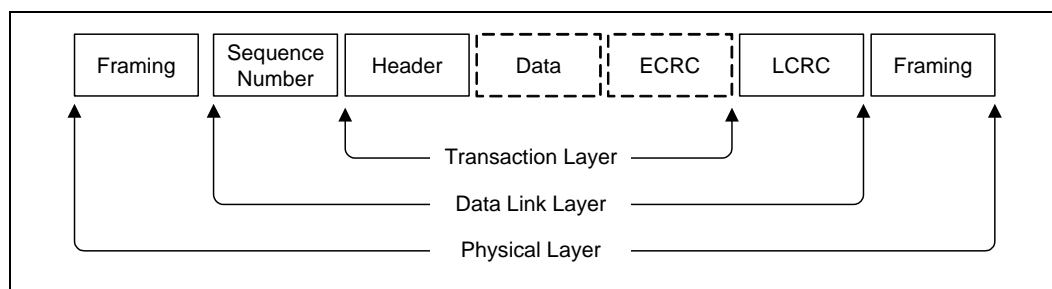 Framing
Sequence
Number
Header
Data
ECRC
LCRC
Framing
Transaction Layer
Data Link Layer
Physical Layer